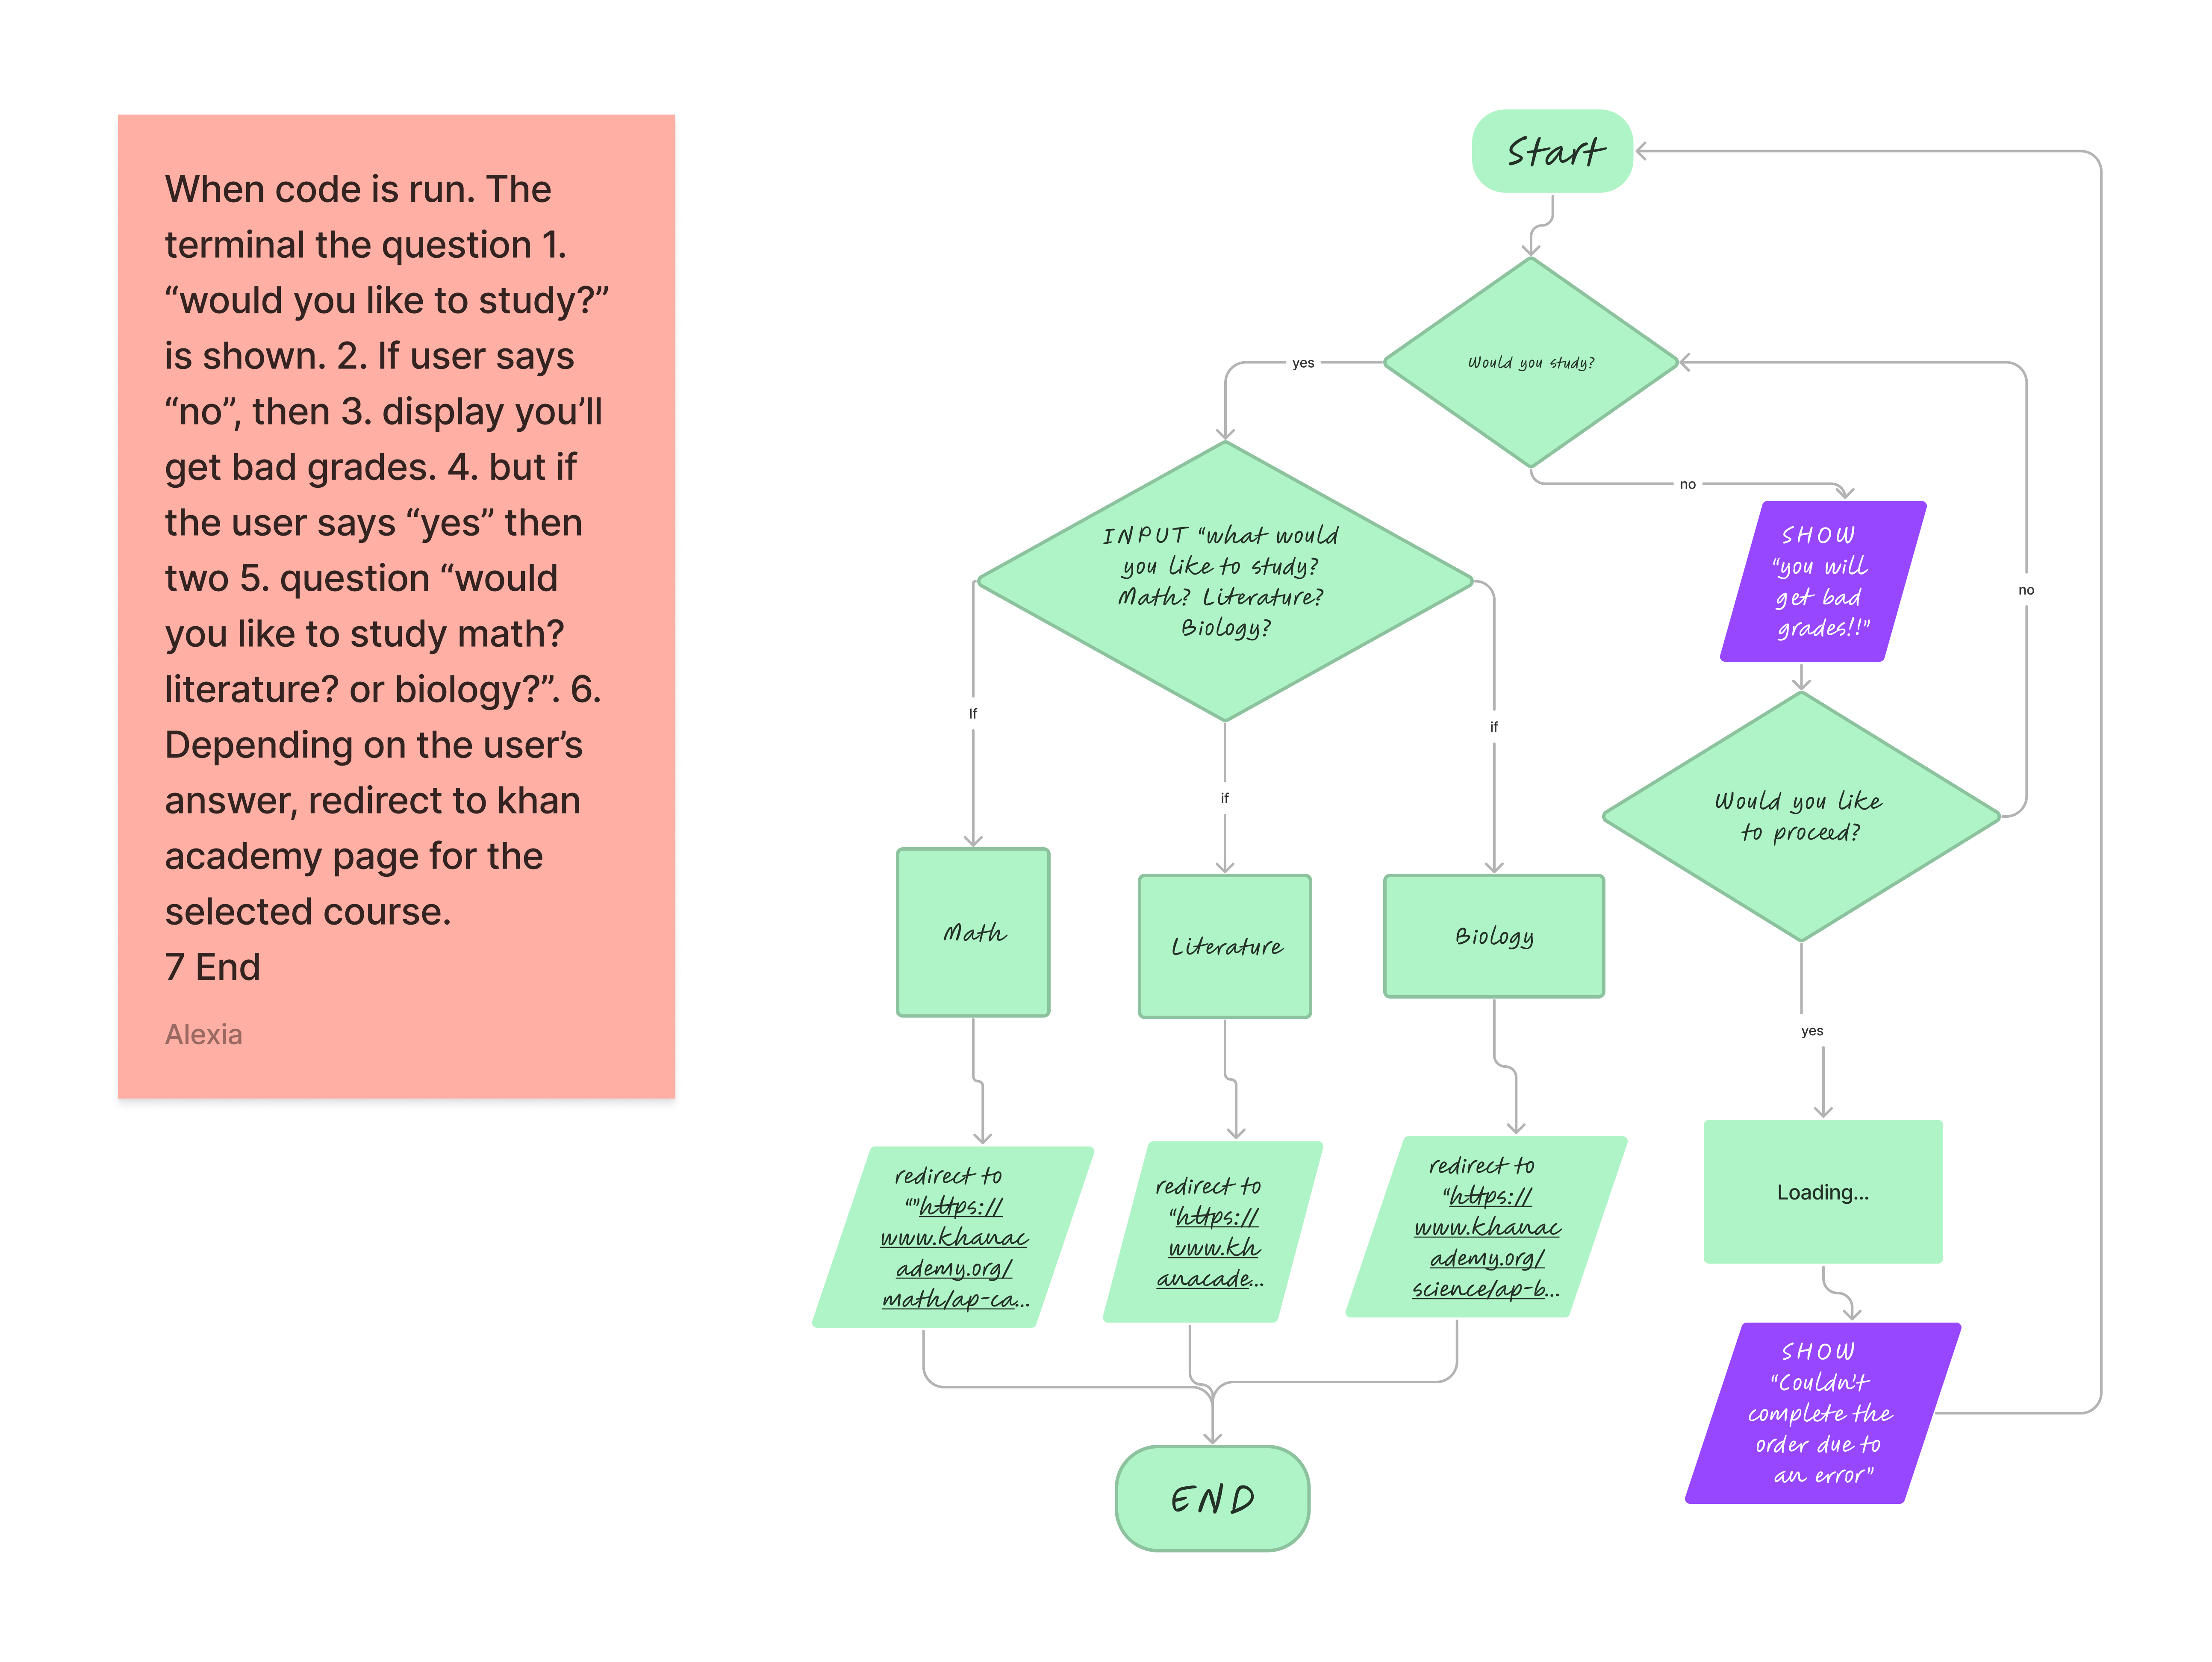 When code is run. The
terminal the question 1.
“would you like to study?”
is shown. 2. If user says
“no”, then 3. display you’ll
get bad grades. 4. but if
the user says “yes” then
two 5. question “would
you like to study math?
literature? or biology?”. 6.
Depending on the user’s
answer, redirect to khan
academy page for the
selected course.
7 End
Alexia
Start
Would you study?
yes
no
INPUT “what would
you like to study?
Math? Literature?
Biology?
SHOW
“you will
get bad
grades!!”
no
If
if
if
Would you like
to proceed?
Math
Literature
Biology
yes
redirect to
“”https://
www.khanac
ademy.org/
math/ap-ca...
redirect to
“https://
www.kh
anacade...
redirect to
“https://
www.khanac
ademy.org/
science/ap-b...
Loading...
SHOW
“Couldn’t
complete the
order due to
an error”
END